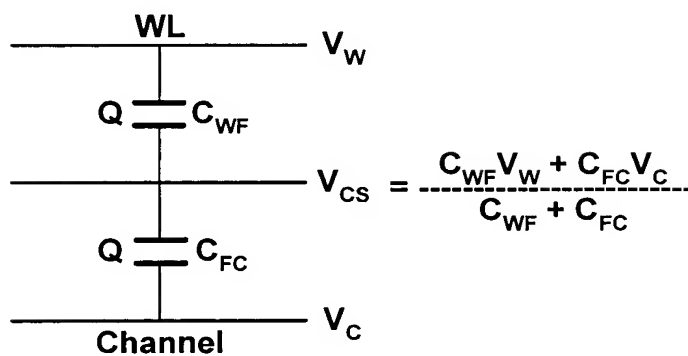 WL
V_W
Q C_WF
V_CS = C_WF V_W + C_FC V_C
C_WF + C_FC
Q C_FC
V_C
Channel